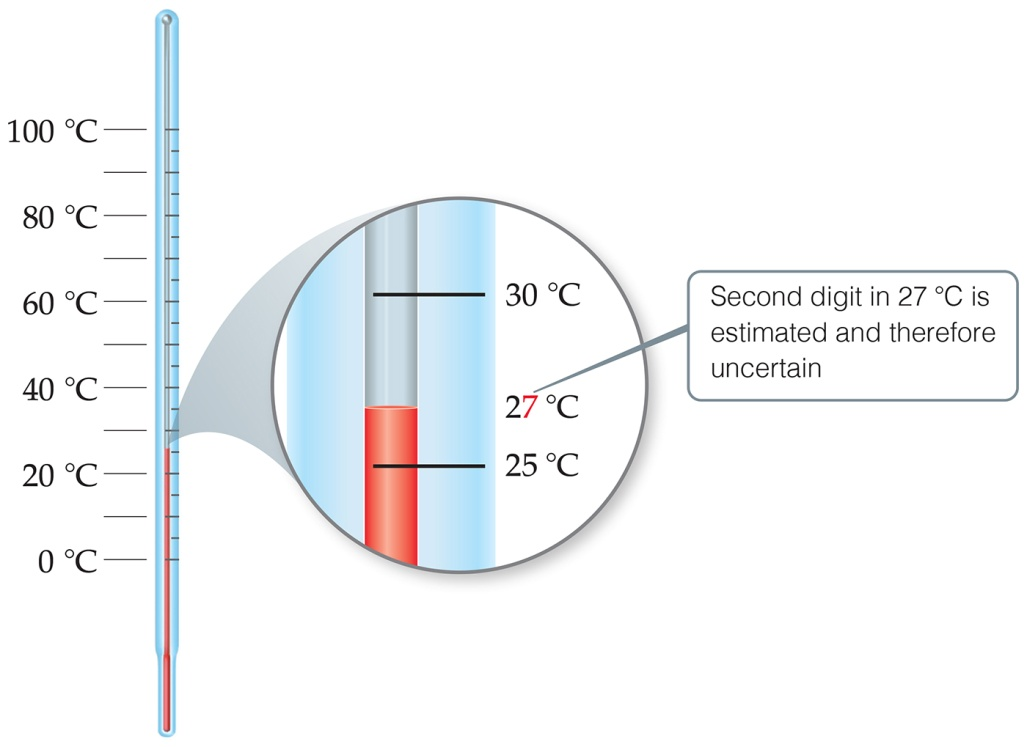 100 °C
80 °C
60 °C
40 °C
20 °C
0 °C
30 °C
27 °C
25 °C
Second digit in 27 °C is
estimated and therefore
uncertain